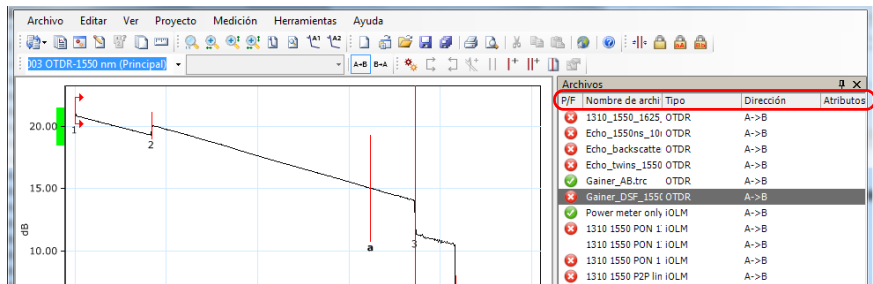 Archivo Editar Ver Proyecto Medición Herramientas Ayuda
003 OTDR-1550 nm (Principal) A→B B→A
Archivos
P/F Nombre de archi Tipo Dirección Atributos
1310_1550_1625, OTDR A->B
Echo_1550ns_10 OTDR A->B
Echo_backscatte OTDR A->B
Echo_twins_1550 OTDR A->B
Gainer_AB.trc OTDR A->B
Gainer_DSF_155( OTDR A->B
Power meter only iOLM A->B
1310 1550 PON 1: iOLM A->B
1310 1550 PON 1: iOLM A->B
1310 1550 PON 1 iOLM A->B
1310 1550 P2P lin iOLM A->B
20.00
15.00
10.00
dB
1
2
a
3